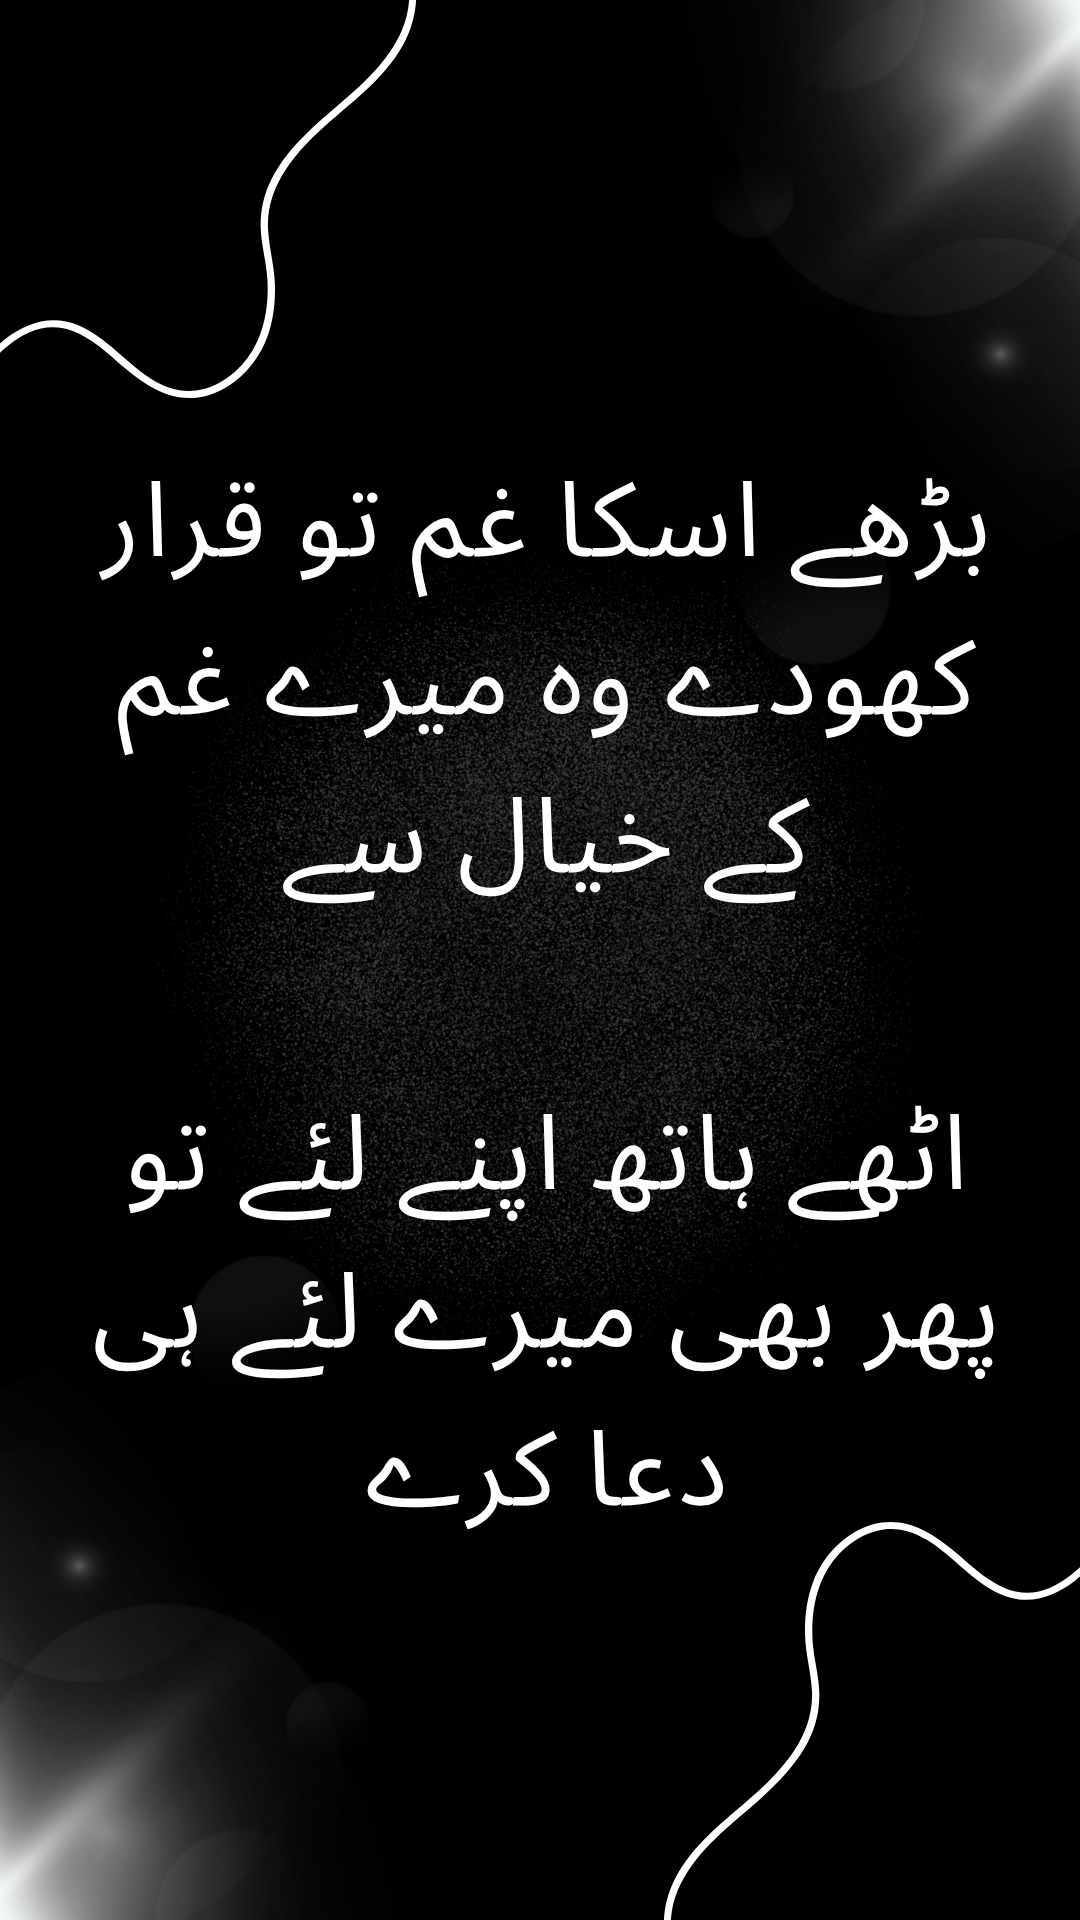 بڑھے اسکا غم تو قرار
کھودے وہ میرے غم
کے خیال سے
اٹھے ہاتھ اپنے لئے تو
پھر بھی میرے لئے ہی
دعا کرے